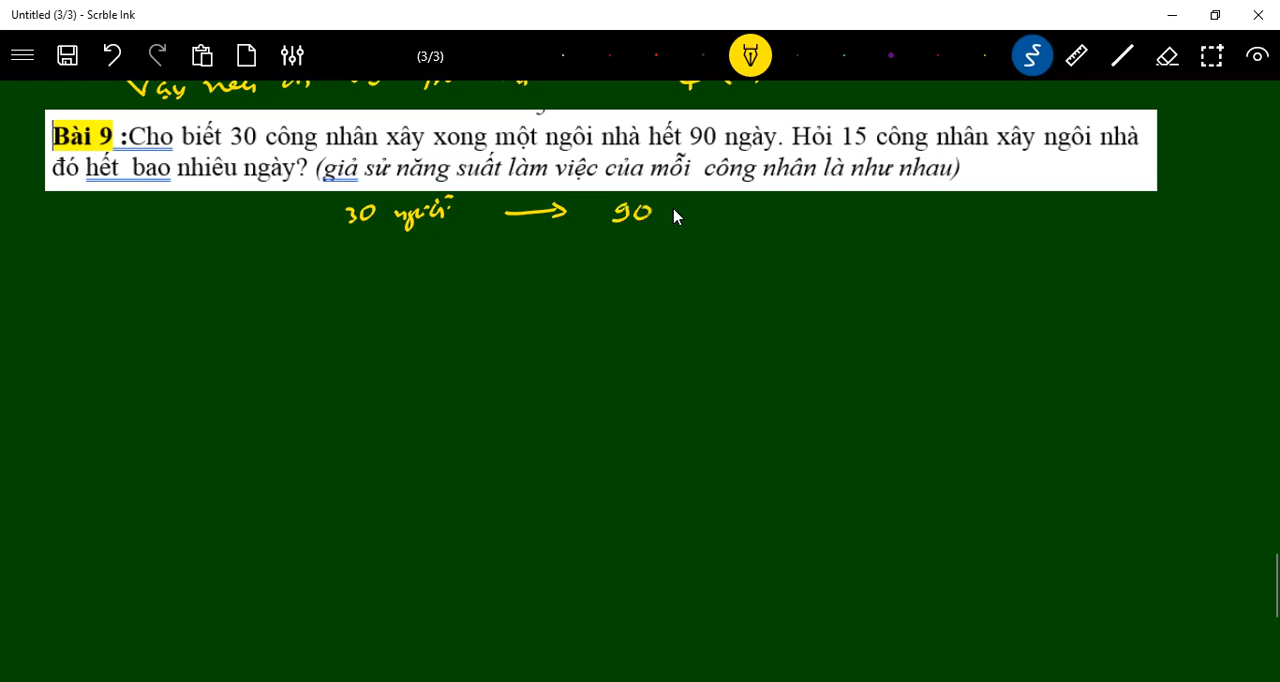 Untitled (3/3) - Scrble Ink
(3/3)
Vậy nếu
Bài 9 :Cho biết 30 công nhân xây xong một ngôi nhà hết 90 ngày. Hỏi 15 công nhân xây ngôi nhà
đó hết bao nhiêu ngày? (giả sử năng suất làm việc của mỗi công nhân là như nhau)
30 người → 90